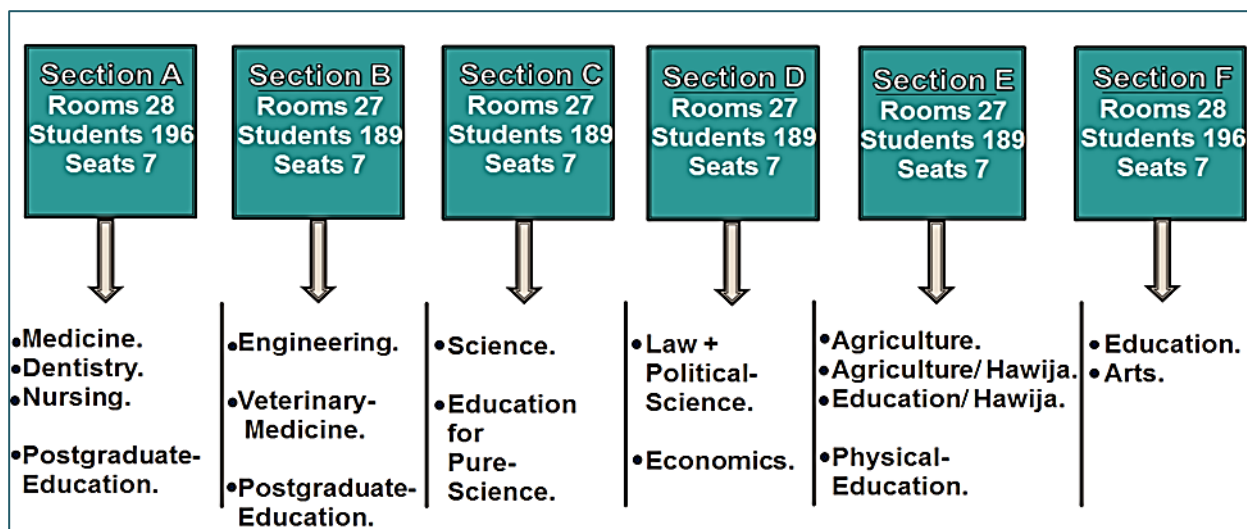 Section A
Rooms 28
Students 196
Seats 7
Section B
Rooms 27
Students 189
Seats 7
Section C
Rooms 27
Students 189
Seats 7
Section D
Rooms 27
Students 189
Seats 7
Section E
Rooms 27
Students 189
Seats 7
Section F
Rooms 28
Students 196
Seats 7
•Medicine.
•Dentistry.
•Nursing.
•Postgraduate-
Education.
•Engineering.
•Veterinary-
Medicine.
•Postgraduate-
Education.
•Science.
•Education
for
Pure-
Science.
•Law +
Political-
Science.
•Economics.
•Agriculture.
•Agriculture/ Hawija.
•Education/ Hawija.
•Physical-
Education.
•Education.
•Arts.